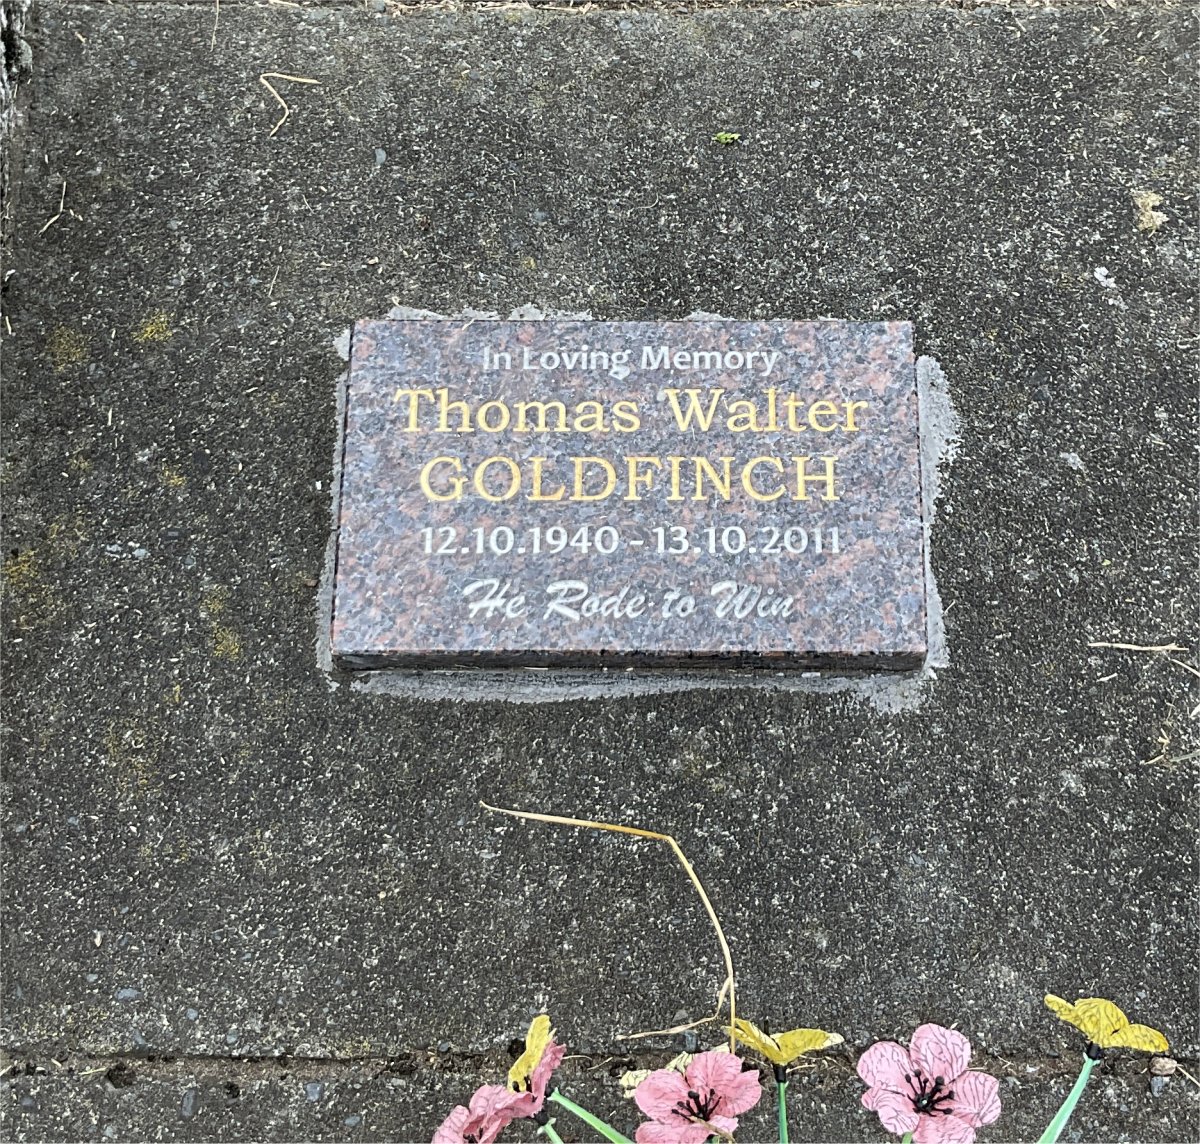 In Loving Memory
Thomas Walter
GOLDFINCH
12.10.1940 - 13.10.2011
He Rode to Win